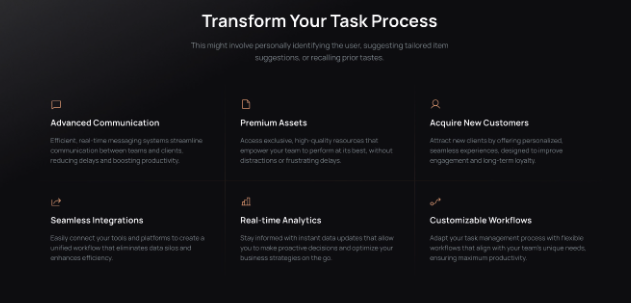 Transform Your Task Process
This might involve personally identifying the user, suggesting tailored item
suggestions, or recalling prior tasks.
Advanced Communication
Efficient, real-time messaging systems streamline
communication between teams and clients,
reducing delays and boosting productivity.
Premium Assets
Access exclusive, high-quality resources that
empower your team to perform at its best, without
distractions or frustrating delays.
Acquire New Customers
Attract new clients by offering personalized,
seamless experiences, designed to improve
engagement and long-term loyalty.
Seamless Integrations
Easily connect your tools and platforms to create a
unified workflow that eliminates data silos and
enhances efficiency.
Real-time Analytics
Stay informed with instant data updates that allow
you to make proactive decisions and optimize your
business strategies on the go.
Customizable Workflows
Adapt your task management process with flexible
workflows that align with your team's unique needs,
ensuring maximum productivity.